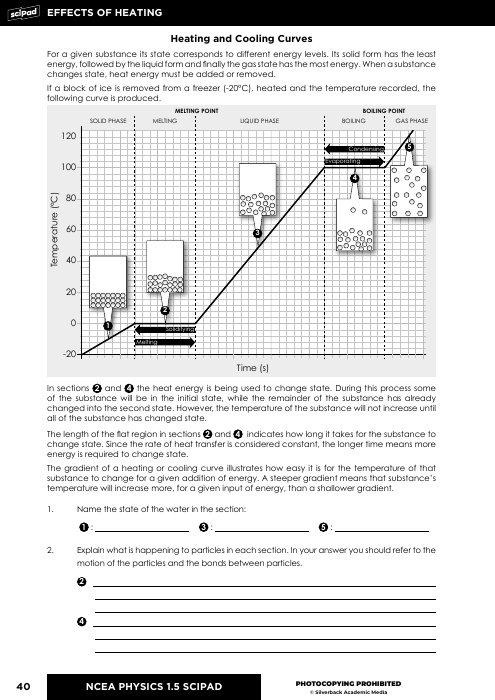 scipad EFFECTS OF HEATING
Heating and Cooling Curves
For a given substance its state corresponds to different energy levels. Its solid form has the least
energy, followed by the liquid form and finally the gas state has the most energy. When a substance
changes state, heat energy must be added or removed.
If a block of ice is removed from a freezer (-20°C), heated and the temperature recorded, the
following curve is produced.
MELTING POINT BOILING POINT
SOLID PHASE MELTING LIQUID PHASE BOILING GAS PHASE
120
Condensing
5
100
Evaporating
4
80
Temperature (°C)
60
3
40
20
2
0
1
Solidifying
Melting
-20
Time (s)
In sections 2 and 4 the heat energy is being used to change state. During this process some
of the substance will be in the initial state, while the remainder of the substance has already
changed into the second state. However, the temperature of the substance will not increase until
all of the substance has changed state.
The length of the flat region in sections 2 and 4 indicates how long it takes for the substance to
change state. Since the rate of heat transfer is considered constant, the longer time means more
energy is required to change state.
The gradient of a heating or cooling curve illustrates how easy it is for the temperature of that
substance to change for a given addition of energy. A steeper gradient means that substance's
temperature will increase more, for a given input of energy, than a shallower gradient.
1. Name the state of the water in the section:
1 : 3 : 5 :
2. Explain what is happening to particles in each section. In your answer you should refer to the
motion of the particles and the bonds between particles.
2
4
40 NCEA PHYSICS 1.5 SCIPAD PHOTOCOPYING PROHIBITED
© Silverback Academic Media